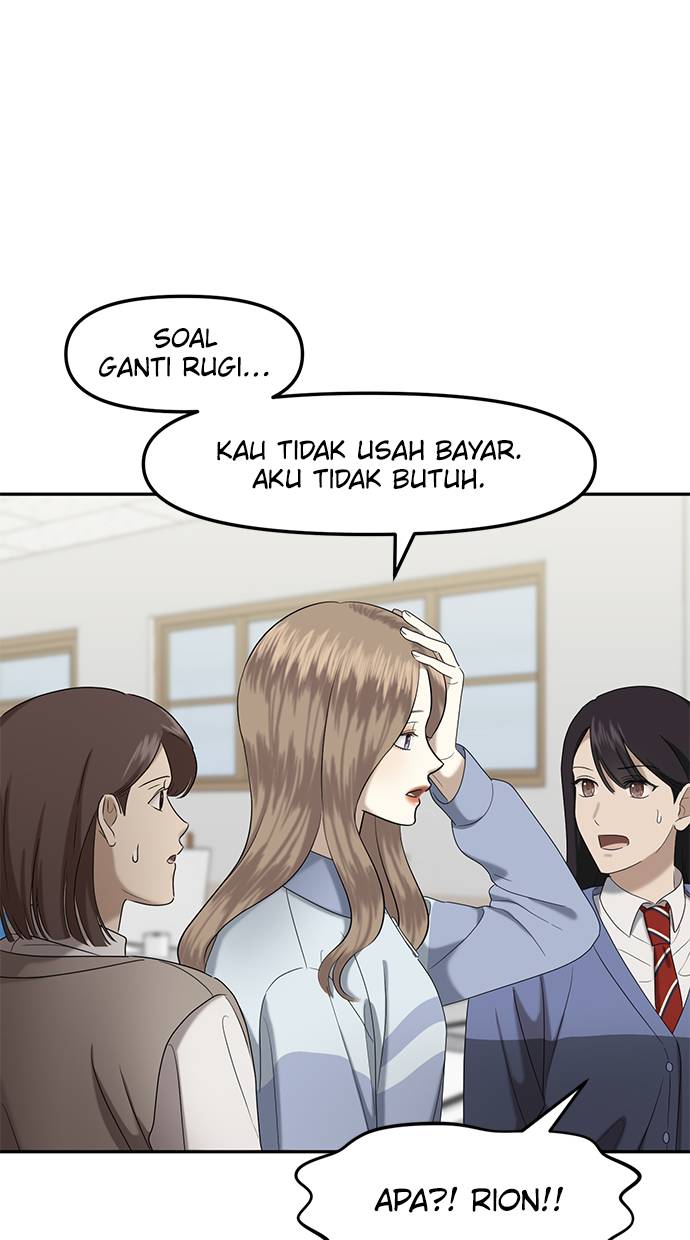 SOAL
GANTI RUGI...
KAU TIDAK USAH BAYAR.
AKU TIDAK BUTUH.
APA?! RION!!